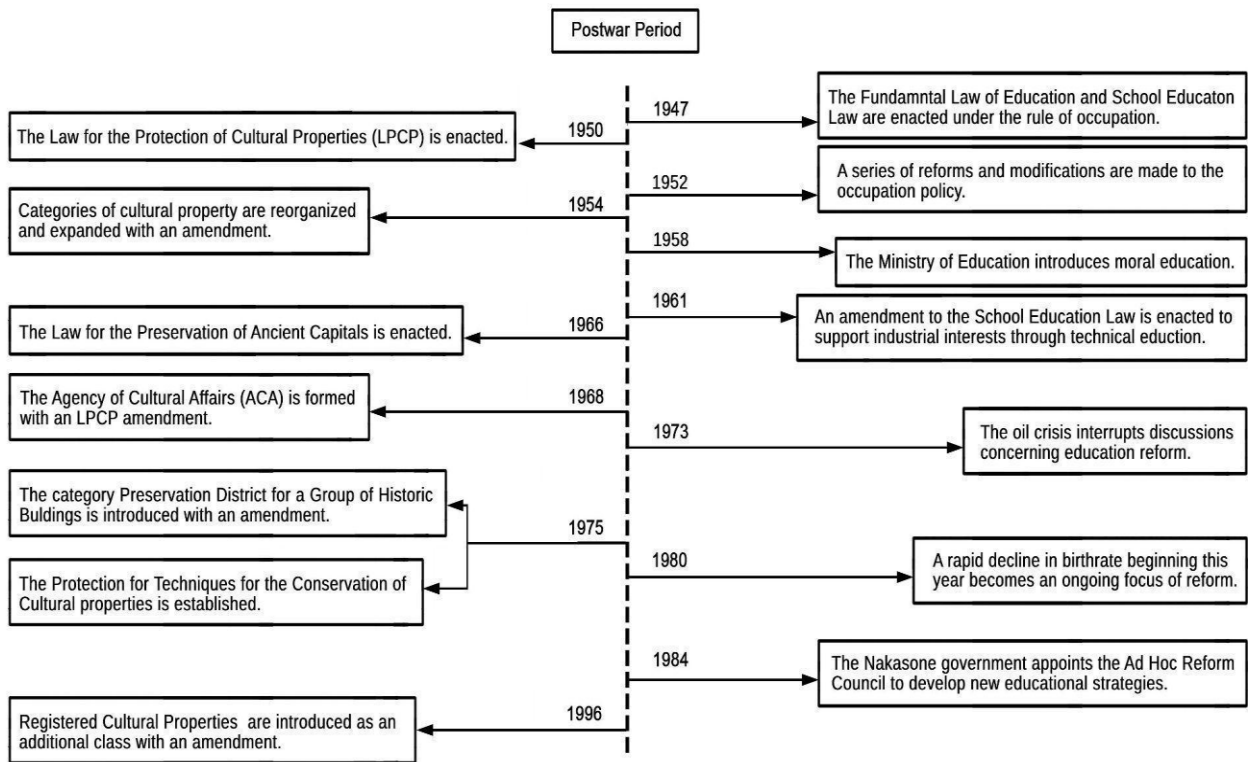 Postwar Period
1947
The Fundamntal Law of Education and School Educaton
Law are enacted under the rule of occupation.
1950
The Law for the Protection of Cultural Properties (LPCP) is enacted.
1952
A series of reforms and modifications are made to the
occupation policy.
1954
Categories of cultural property are reorganized
and expanded with an amendment.
1958
The Ministry of Education introduces moral education.
1961
An amendment to the School Education Law is enacted to
support industrial interests through technical eduction.
1966
The Law for the Preservation of Ancient Capitals is enacted.
1968
The Agency of Cultural Affairs (ACA) is formed
with an LPCP amendment.
1973
The oil crisis interrupts discussions
concerning education reform.
1975
The category Preservation District for a Group of Historic
Buldings is introduced with an amendment.
The Protection for Techniques for the Conservation of
Cultural properties is established.
1980
A rapid decline in birthrate beginning this
year becomes an ongoing focus of reform.
1984
The Nakasone government appoints the Ad Hoc Reform
Council to develop new educational strategies.
1996
Registered Cultural Properties are introduced as an
additional class with an amendment.